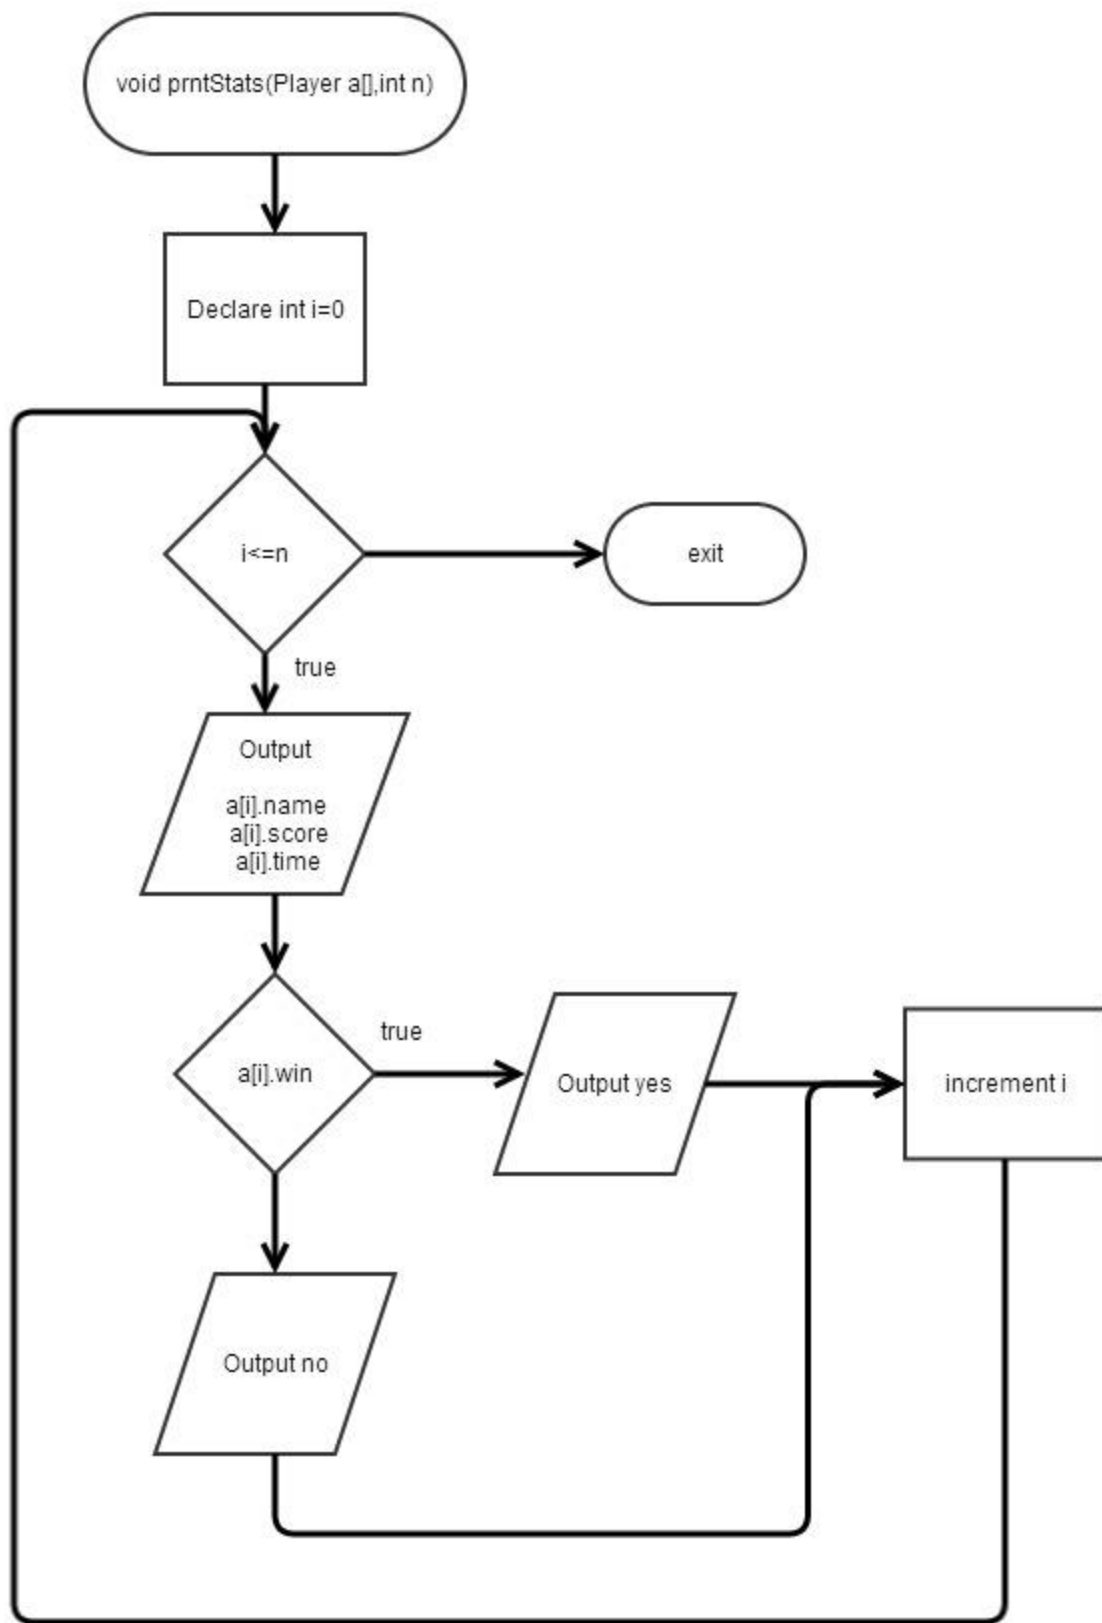 void prntStats(Player a[],int n)
Declare int i=0
i<=n
exit
true
Output
a[i].name
a[i].score
a[i].time
true
a[i].win
Output yes
increment i
Output no